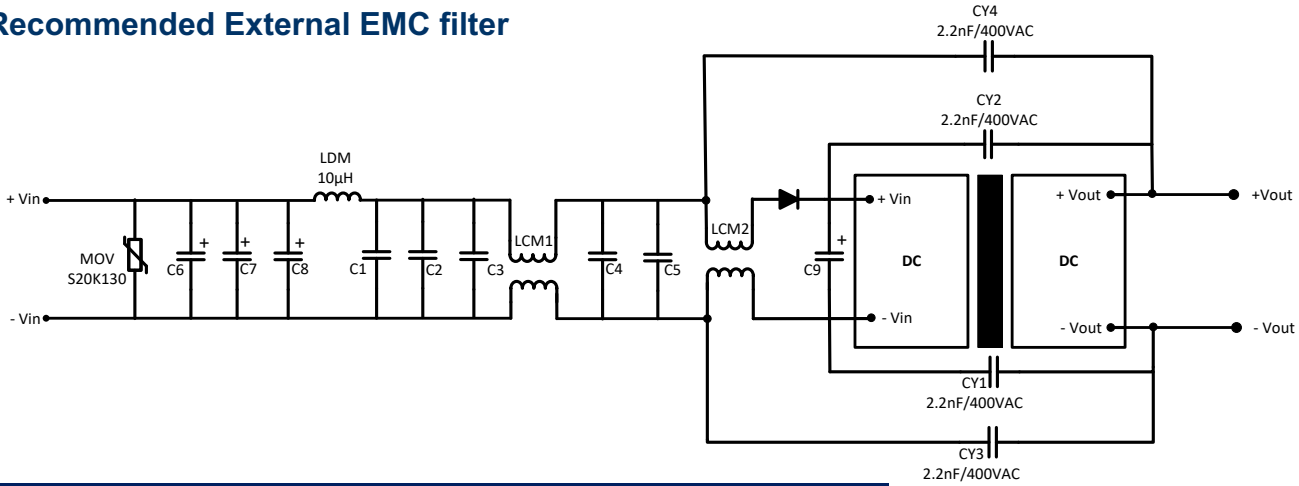 Recommended External EMC filter
CY4
2.2nF/400VAC
CY2
2.2nF/400VAC
LDM
10µH
+ Vin
MOV
S20K130
C6
+
C7
+
C8
+
C1
C2
C3
LCM1
C4
C5
LCM2
C9
+
+ Vin
DC
- Vin
+ Vout
DC
- Vout
+Vout
- Vout
- Vin
CY1
2.2nF/400VAC
CY3
2.2nF/400VAC